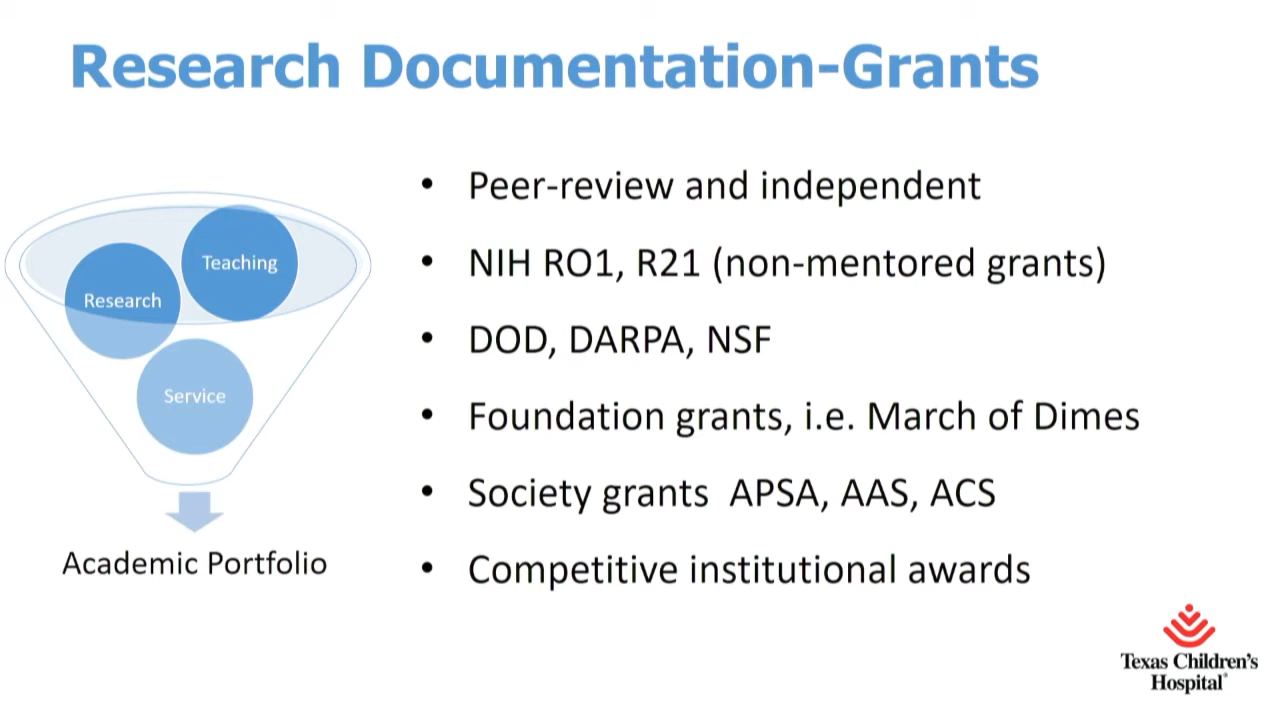 Research Documentation-Grants
Teaching
Research
Service
Academic Portfolio
• Peer-review and independent
• NIH RO1, R21 (non-mentored grants)
• DOD, DARPA, NSF
• Foundation grants, i.e. March of Dimes
• Society grants  APSA, AAS, ACS
• Competitive institutional awards
Texas Children's
Hospital®